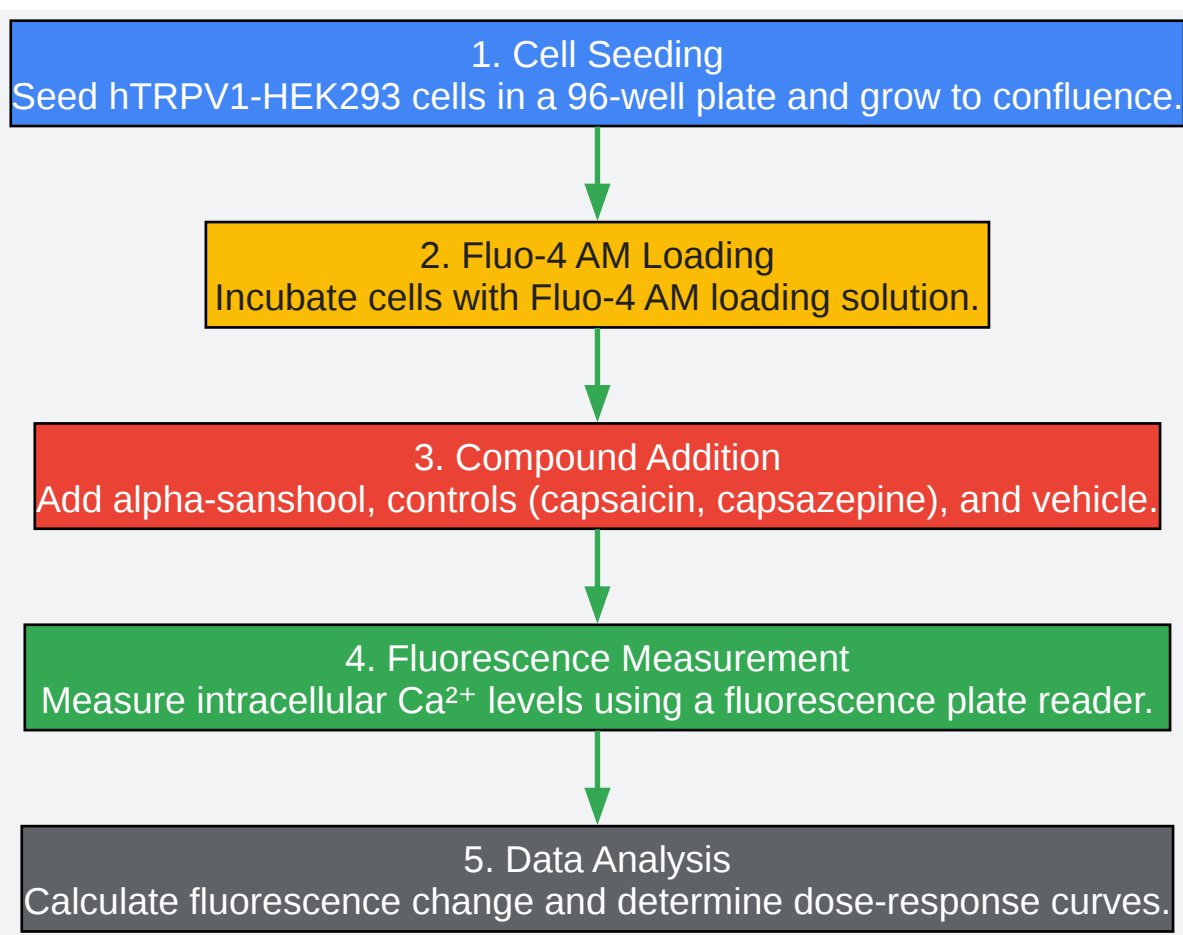 1. Cell Seeding
Seed hTRPV1-HEK293 cells in a 96-well plate and grow to confluence.
2. Fluo-4 AM Loading
Incubate cells with Fluo-4 AM loading solution.
3. Compound Addition
Add alpha-sanshool, controls (capsaicin, capsazepine), and vehicle.
4. Fluorescence Measurement
Measure intracellular Ca²⁺ levels using a fluorescence plate reader.
5. Data Analysis
Calculate fluorescence change and determine dose-response curves.